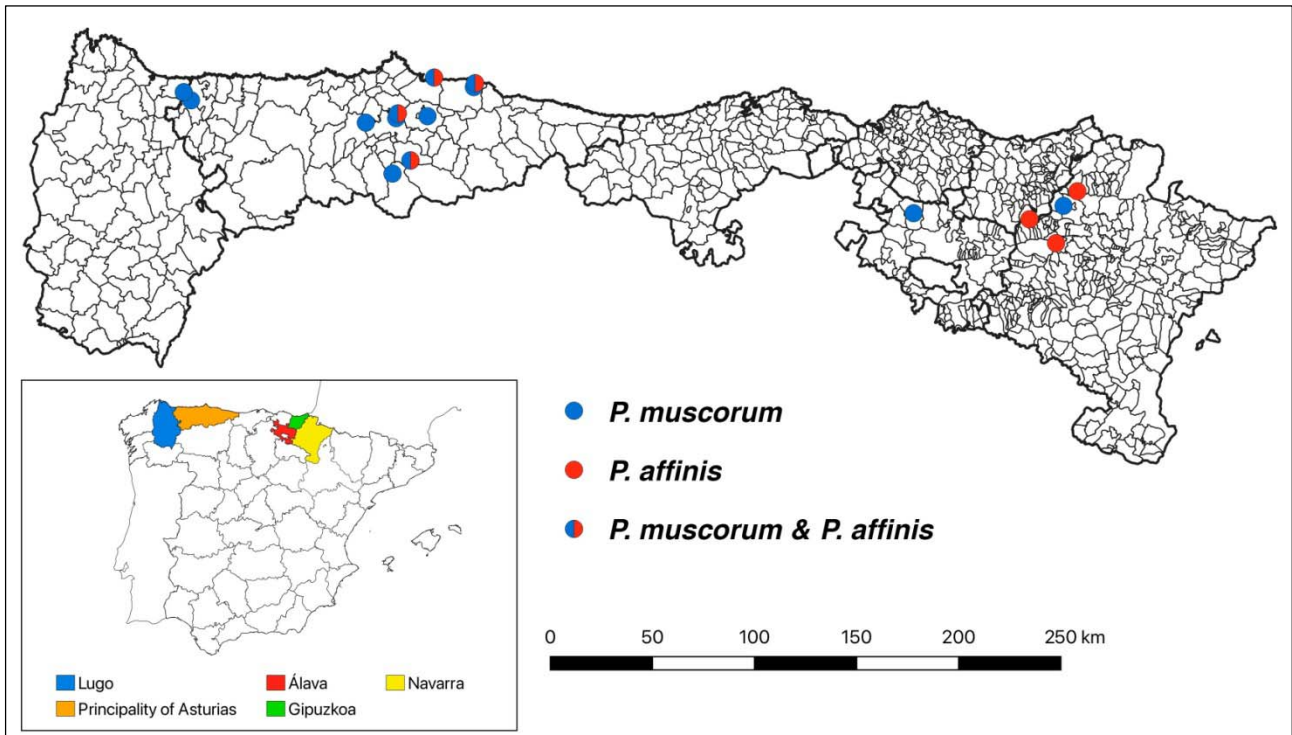 P. muscorum
P. affinis
P. muscorum & P. affinis
0 50 100 150 200 250 km
Lugo Álava Navarra
Principality of Asturias Gipuzkoa